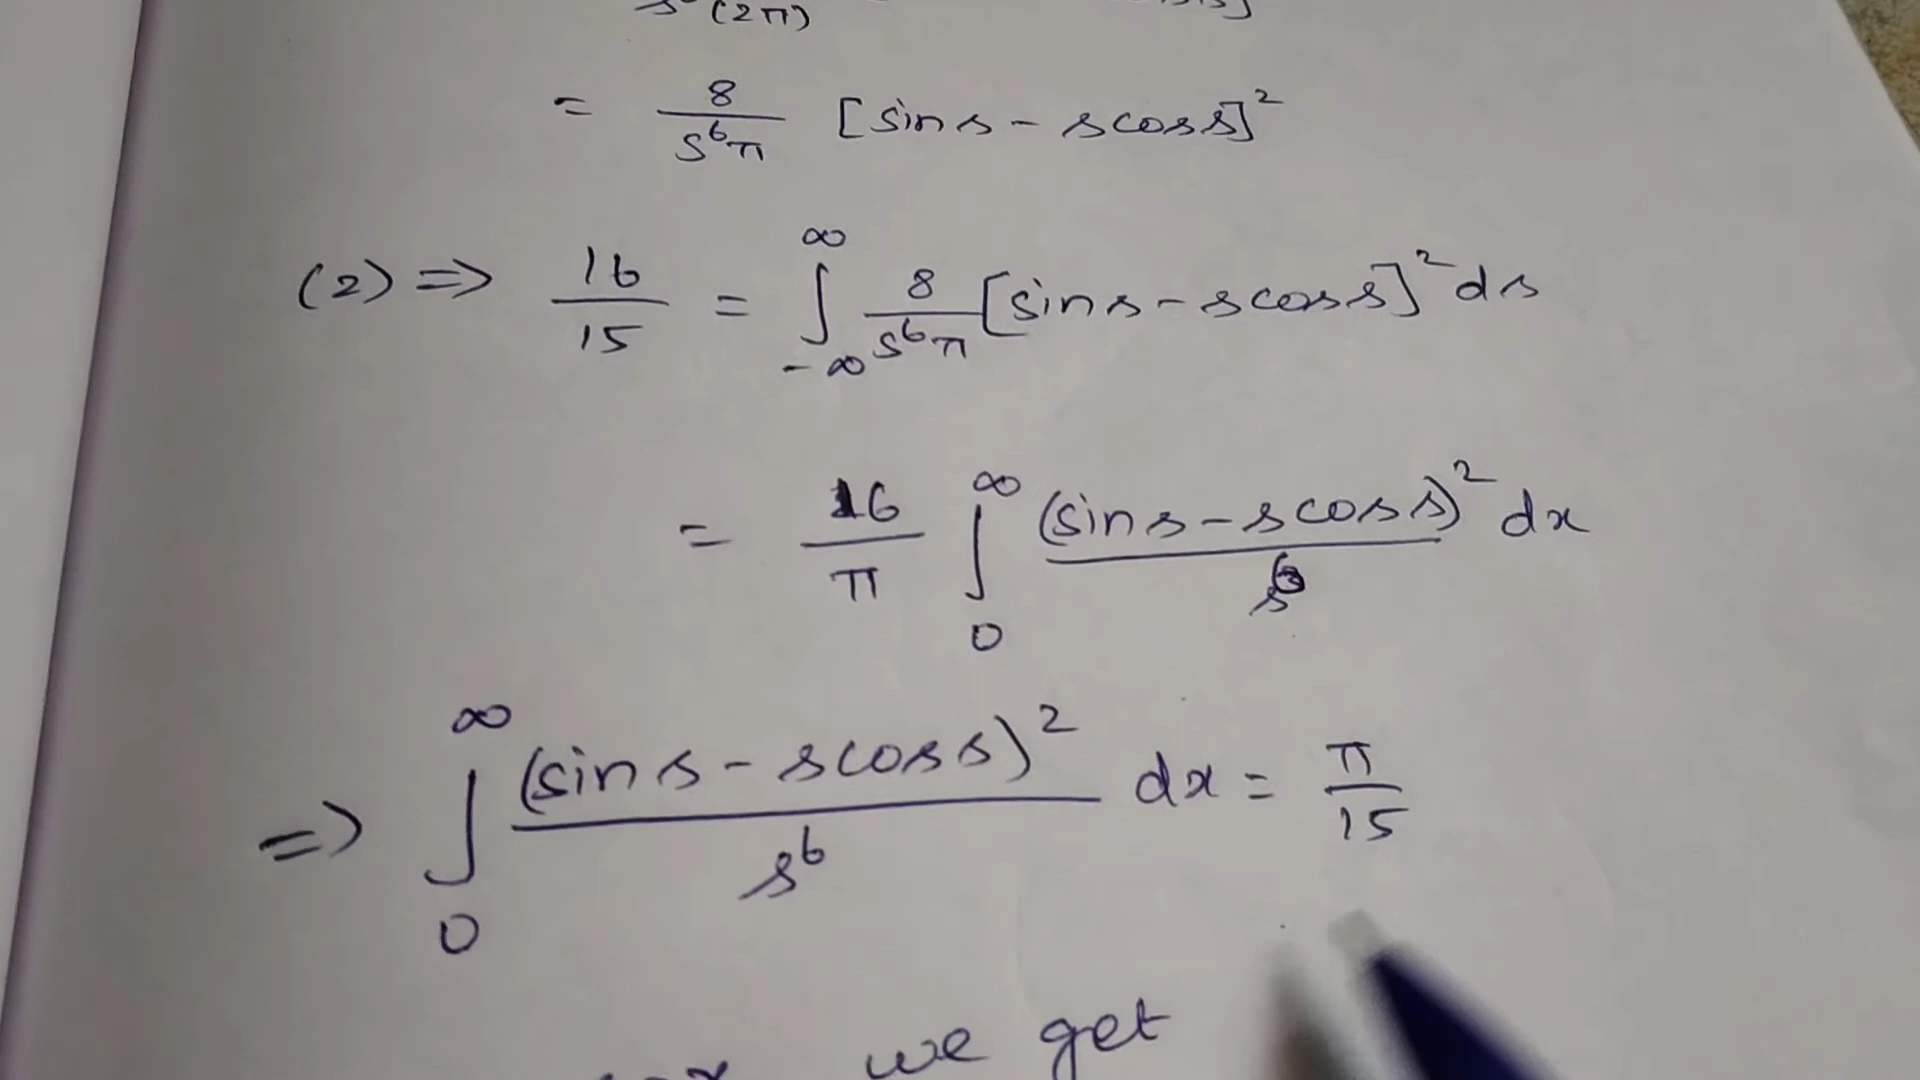 (2π)
= 8/s⁶π [sin s - s cos s]²
(2) => 16/15 = ∫_{-∞}^{∞} 8/s⁶π [sin s - s cos s]² ds
= 16/π ∫_0^∞ (sin s - s cos s)²/s⁶ dx
=> ∫_0^∞ (sin s - s cos s)²/s⁶ dx = π/15
we get